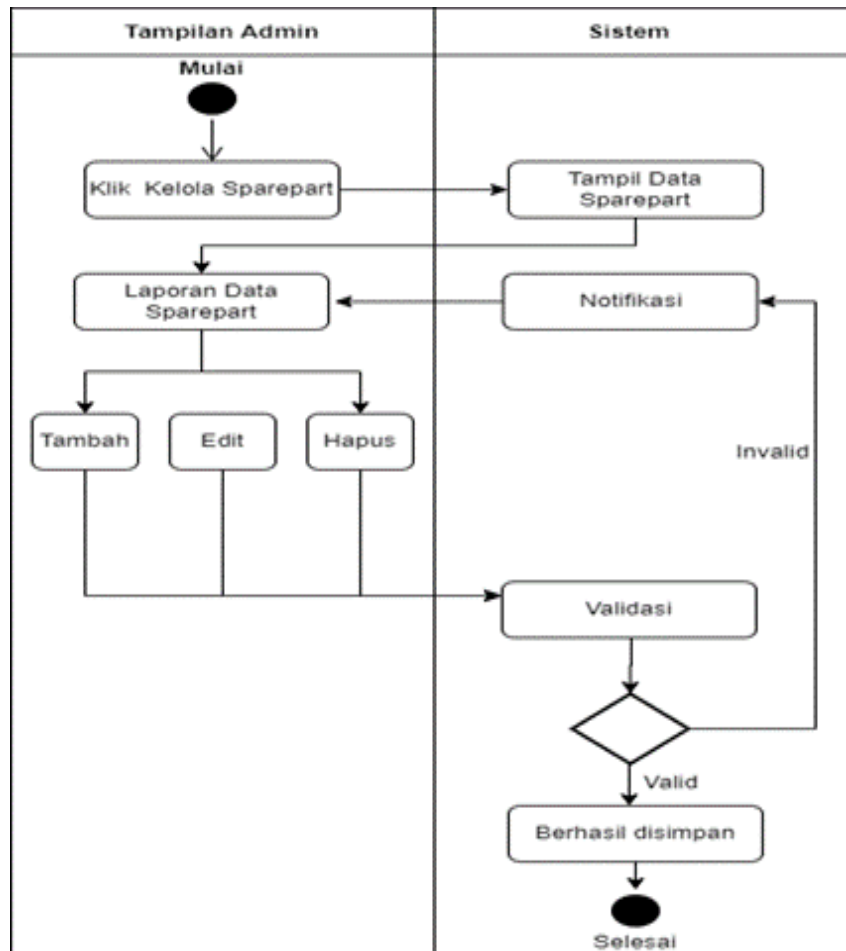 Tampilan Admin
Sistem
Mulai
Klik Kelola Sparepart
Tampil Data
Sparepart
Laporan Data
Sparepart
Notifikasi
Tambah
Edit
Hapus
Invalid
Validasi
Valid
Berhasil disimpan
Selesai